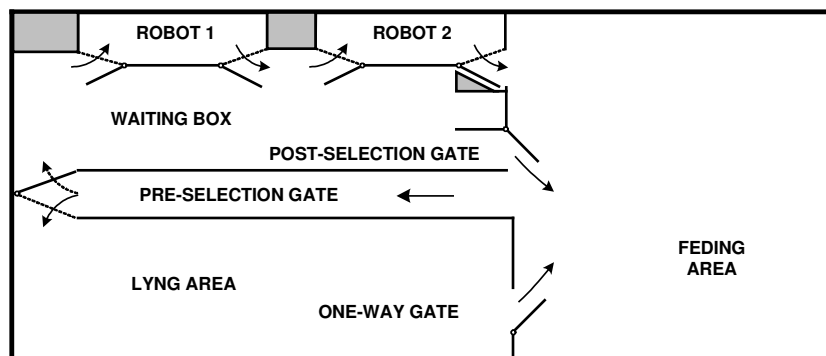 ROBOT 1
ROBOT 2
WAITING BOX
POST-SELECTION GATE
PRE-SELECTION GATE
FEDING
AREA
LYNG AREA
ONE-WAY GATE